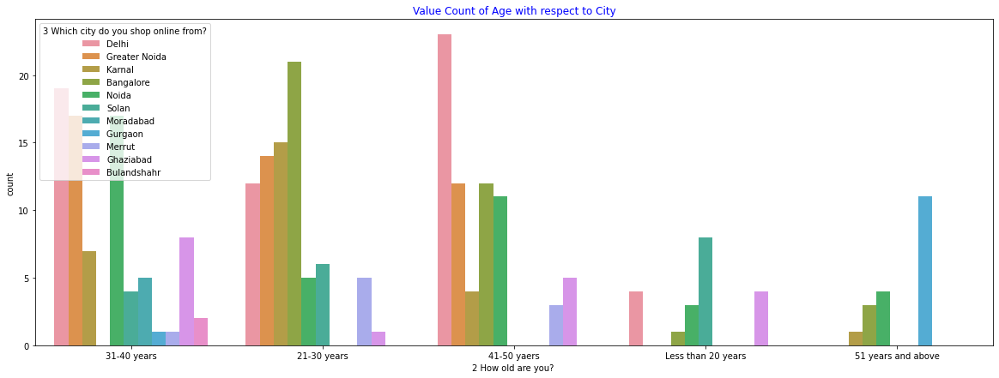 Value Count of Age with respect to City
3 Which city do you shop online from?
Delhi
Greater Noida
Karnal
Bangalore
Noida
Solan
Moradabad
Gurgaon
Merrut
Ghaziabad
Bulandshahr
20
15
10
5
0
count
31-40 years
21-30 years
41-50 yaers
Less than 20 years
51 years and above
2 How old are you?